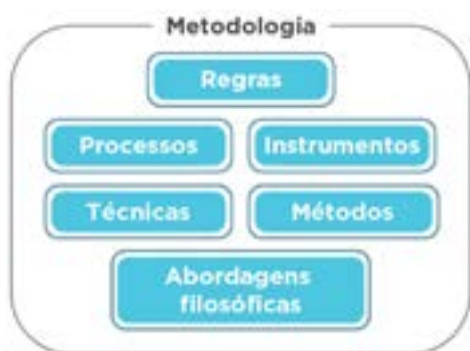 Metodologia
Regras
Processos
Instrumentos
Técnicas
Métodos
Abordagens
filosóficas